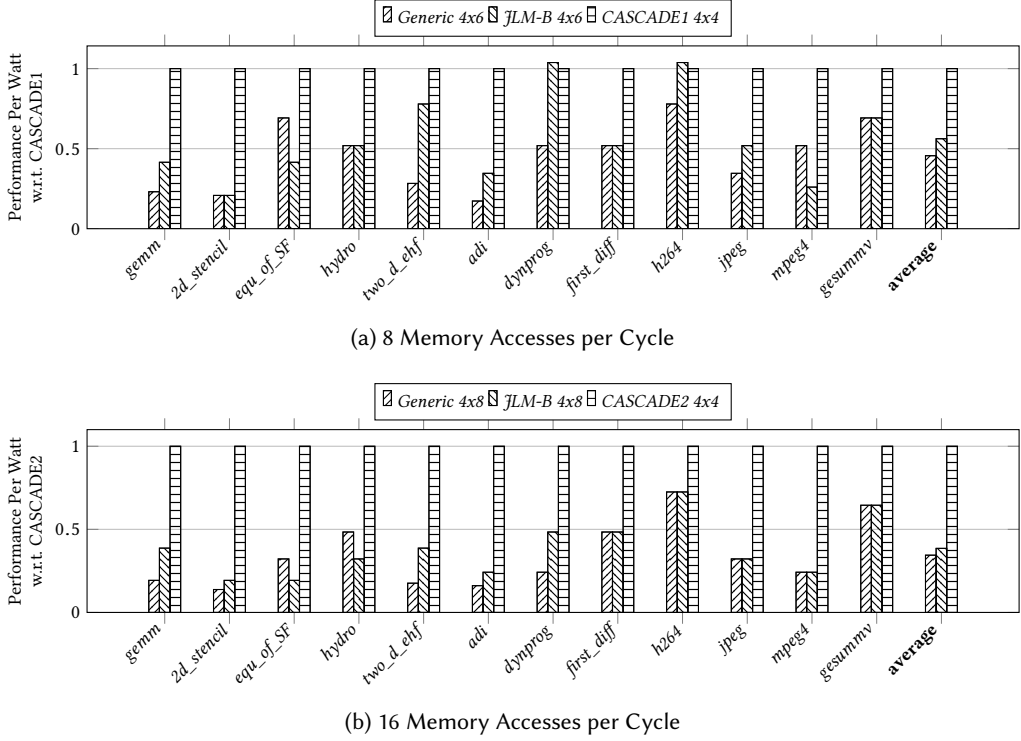 Generic 4x6 JLM-B 4x6 CASCADE1 4x4
Performance Per Watt
w.r.t. CASCADE1
1
0.5
0
gemm
2d_stencil
equ_of_SF
hydro
two_d_ehf
adi
dynprog
first_diff
h264
jpeg
mpeg4
gesummv
average
(a) 8 Memory Accesses per Cycle
Generic 4x8 JLM-B 4x8 CASCADE2 4x4
Performance Per Watt
w.r.t. CASCADE2
1
0.5
0
gemm
2d_stencil
equ_of_SF
hydro
two_d_ehf
adi
dynprog
first_diff
h264
jpeg
mpeg4
gesummv
average
(b) 16 Memory Accesses per Cycle